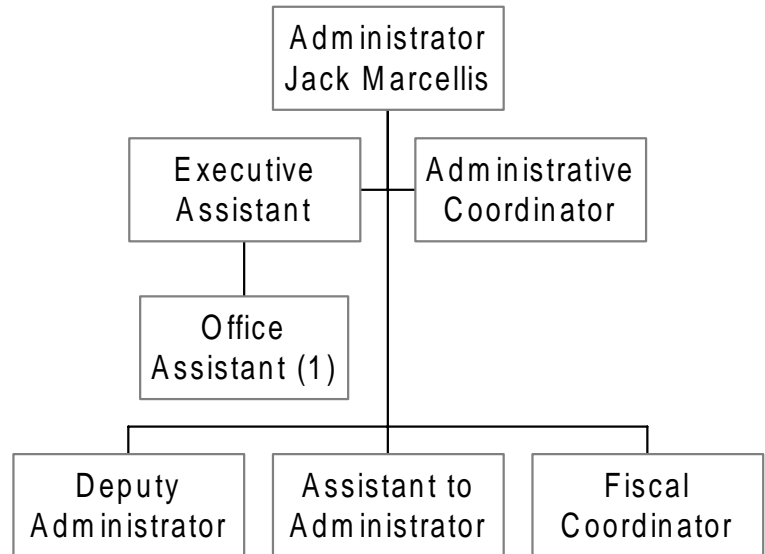 Administrator
Jack Marcellis
Executive
Assistant
Administrative
Coordinator
Office
Assistant (1)
Deputy
Administrator
Assistant to
Administrator
Fiscal
Coordinator